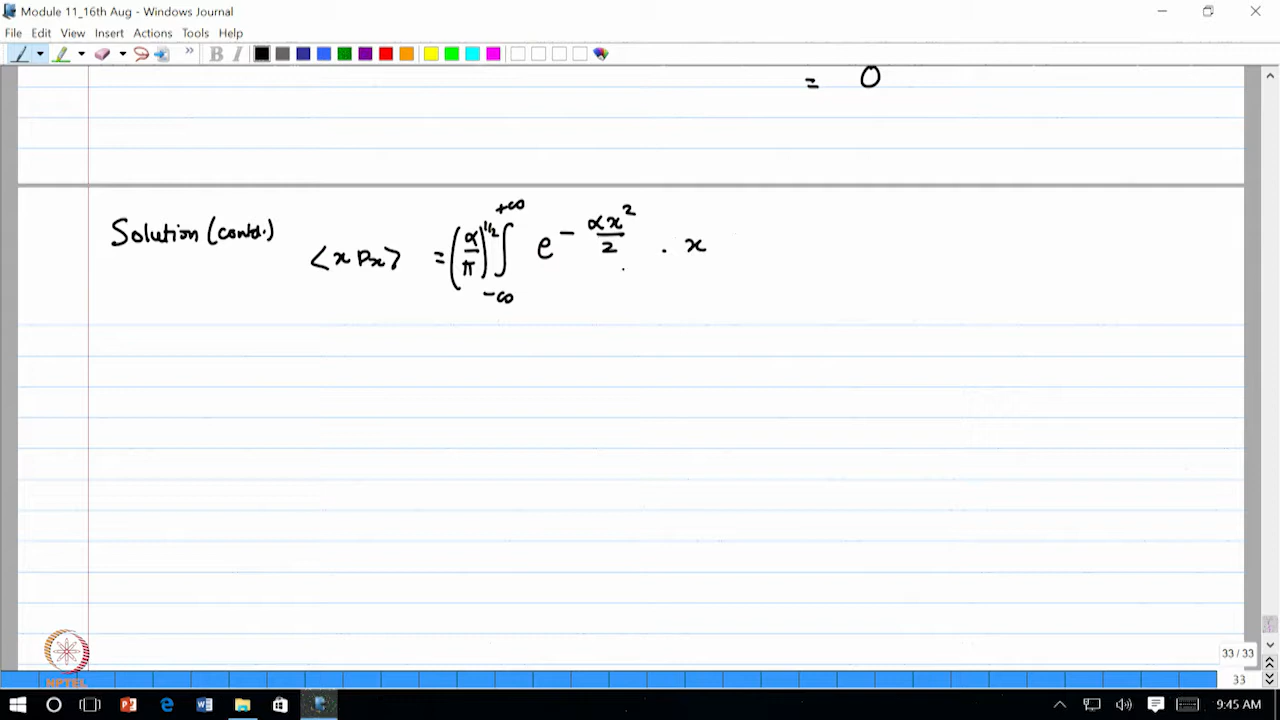 Module 11_16th Aug - Windows Journal
File Edit View Insert Actions Tools Help
B I
= 0
Solution (contd.) <x Px> = (α/π)^1/2 ∫_-∞^+∞ e^-αx²/2 . x
33 / 33
NPTEL
33
9:45 AM